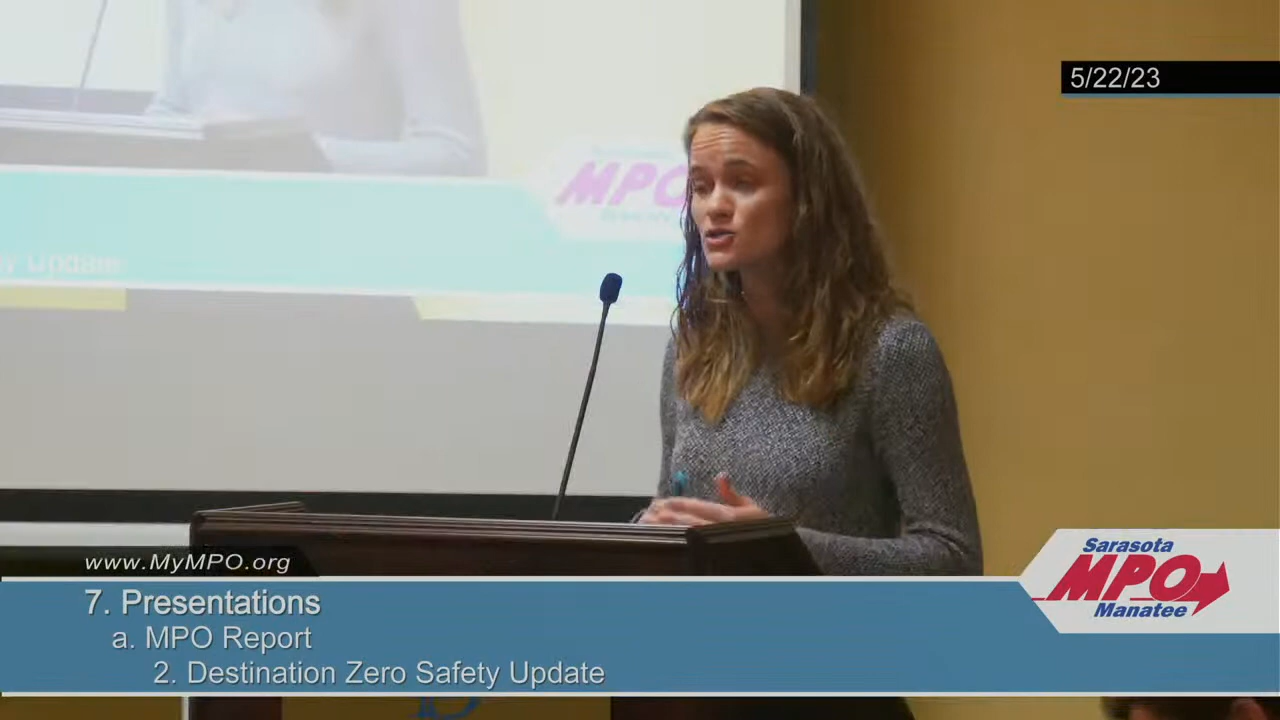 5/22/23
MPO
Update
www.MyMPO.org
7. Presentations
a. MPO Report
2. Destination Zero Safety Update
Sarasota
MPO
Manatee